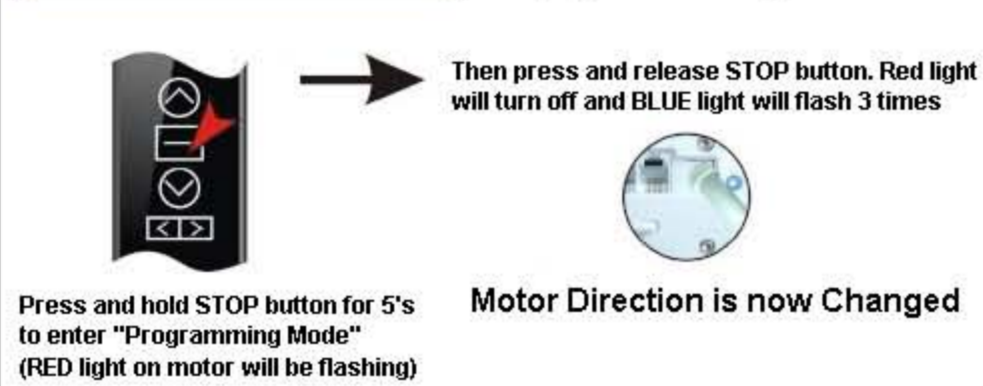 Then press and release STOP button. Red light
will turn off and BLUE light will flash 3 times
Press and hold STOP button for 5's
to enter "Programming Mode"
(RED light on motor will be flashing)
Motor Direction is now Changed